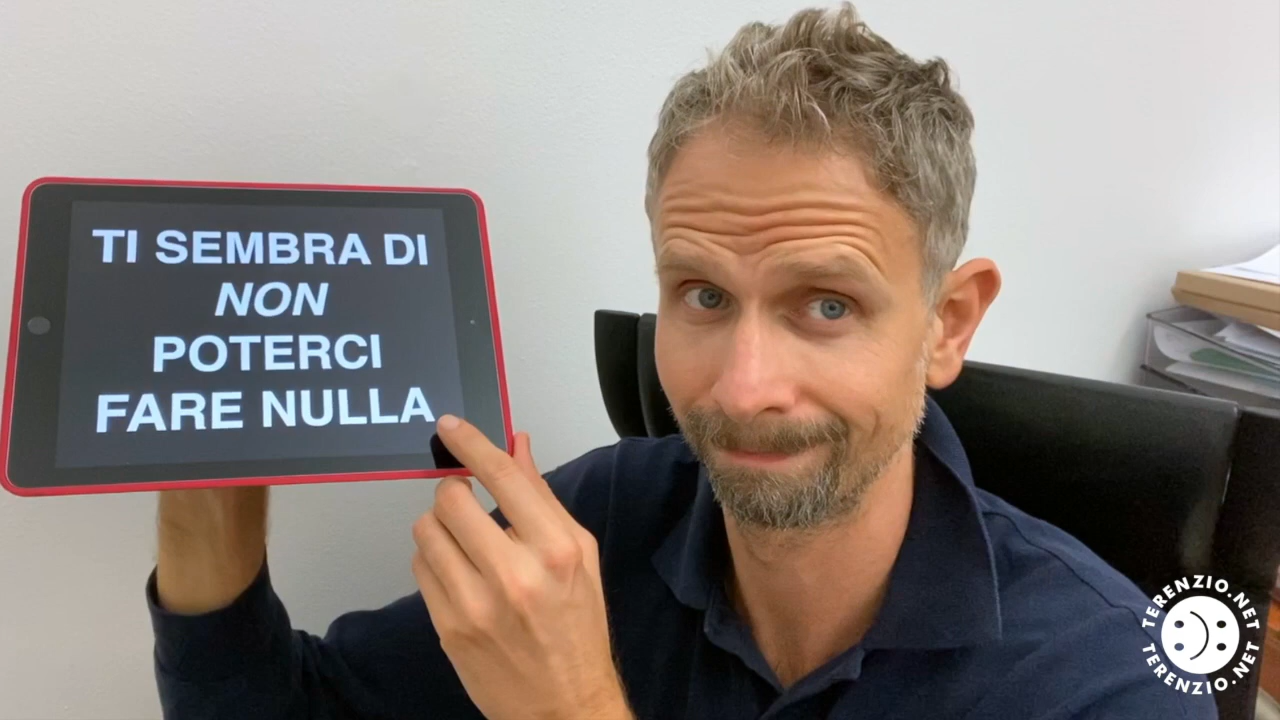 TI SEMBRA DI
NON
POTERCI
FARE NULLA
TERENZIO.NET
TERENZIO.NET